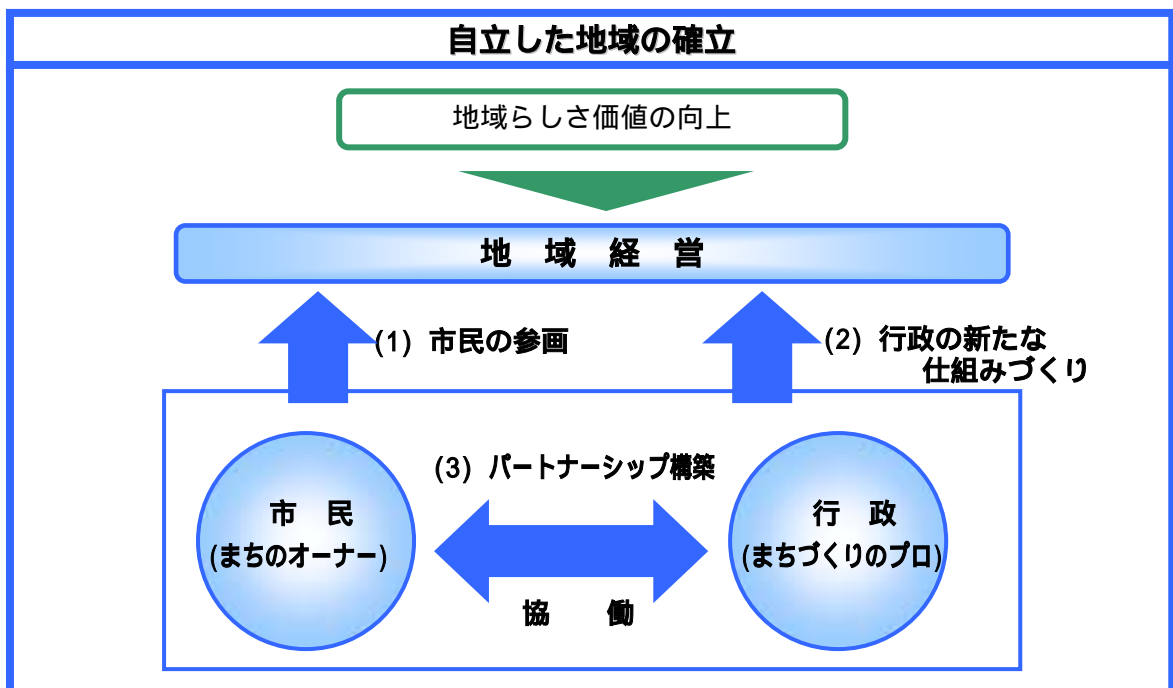 自立した地域の確立
地域らしさ価値の向上
地 域 経 営
(1) 市民の参画
(2) 行政の新たな
仕組みづくり
(3) パートナーシップ構築
市 民
(まちのオーナー)
行 政
(まちづくりのプロ)
協 働